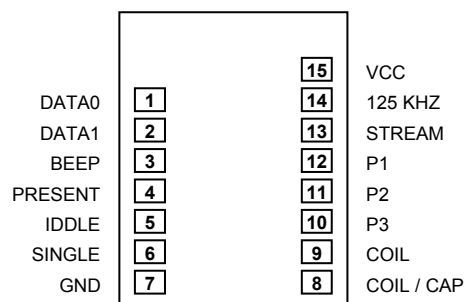 15 VCC
DATA0 1 14 125 KHZ
DATA1 2 13 STREAM
BEEP 3 12 P1
PRESENT 4 11 P2
IDDLE 5 10 P3
SINGLE 6 9 COIL
GND 7 8 COIL / CAP